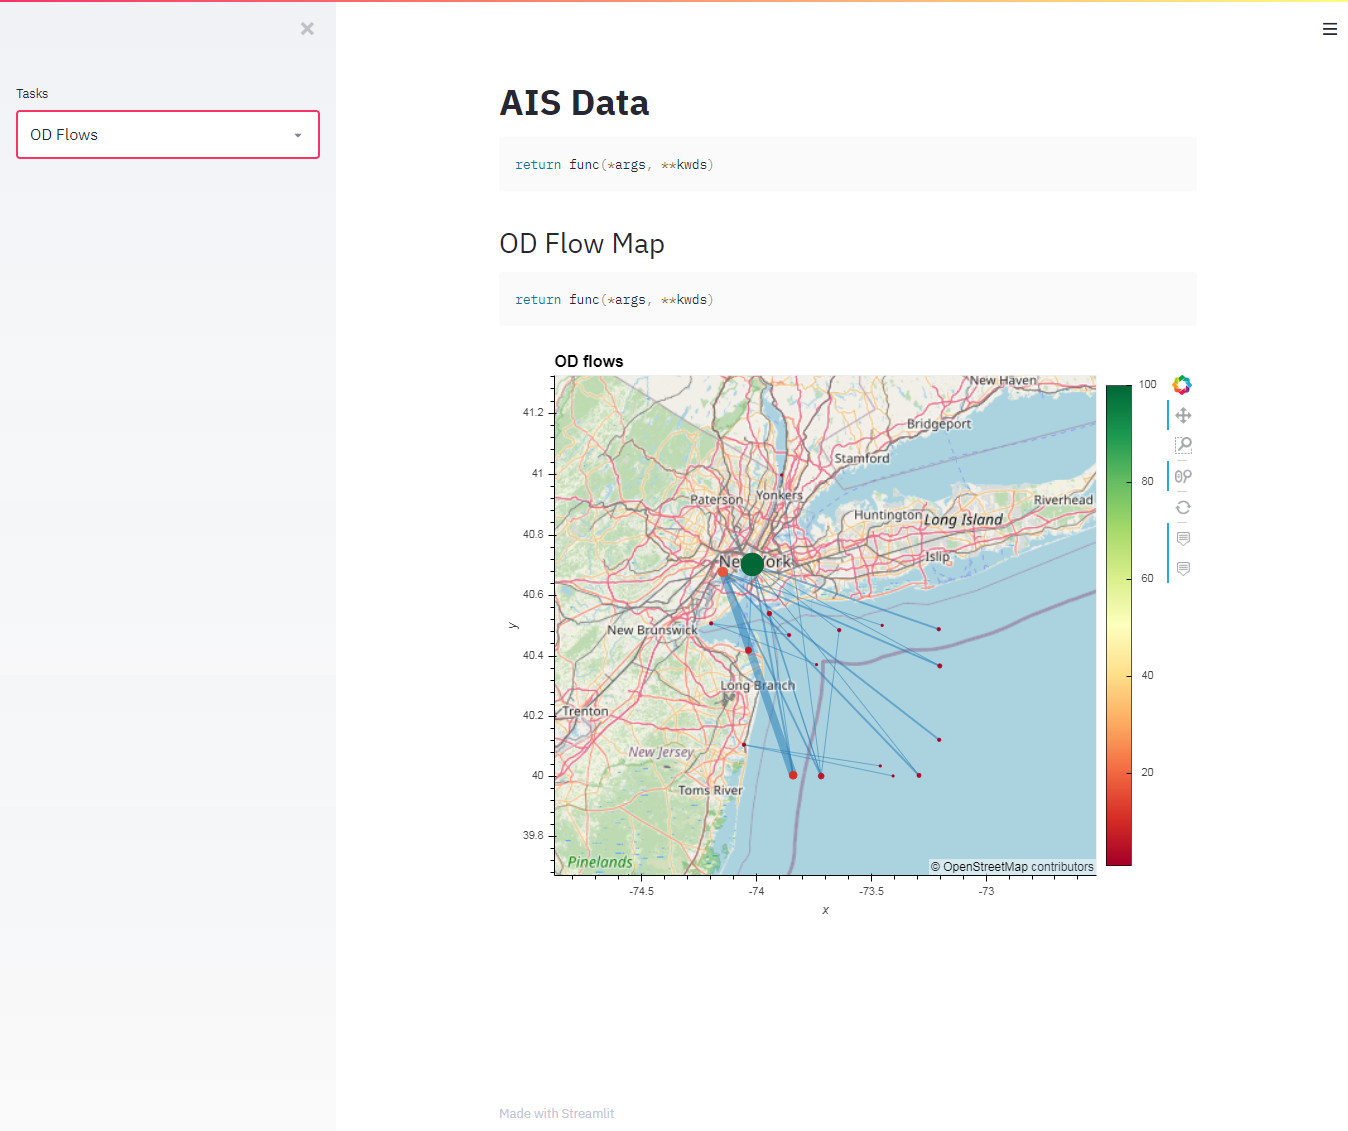 Tasks
OD Flows
AIS Data
return func(*args, **kwds)
OD Flow Map
return func(*args, **kwds)
OD flows
New Haven
Bridgeport
Stamford
Paterson
Yonkers
Riverhead
Huntington
Long Island
Islip
New York
New Brunswick
Long Branch
Trenton
New Jersey
Toms River
Pinelands
© OpenStreetMap contributors
41.2
41
40.8
40.6
40.4
40.2
40
39.8
y
-74.5
-74
-73.5
-73
x
100
80
60
40
20
Made with Streamlit